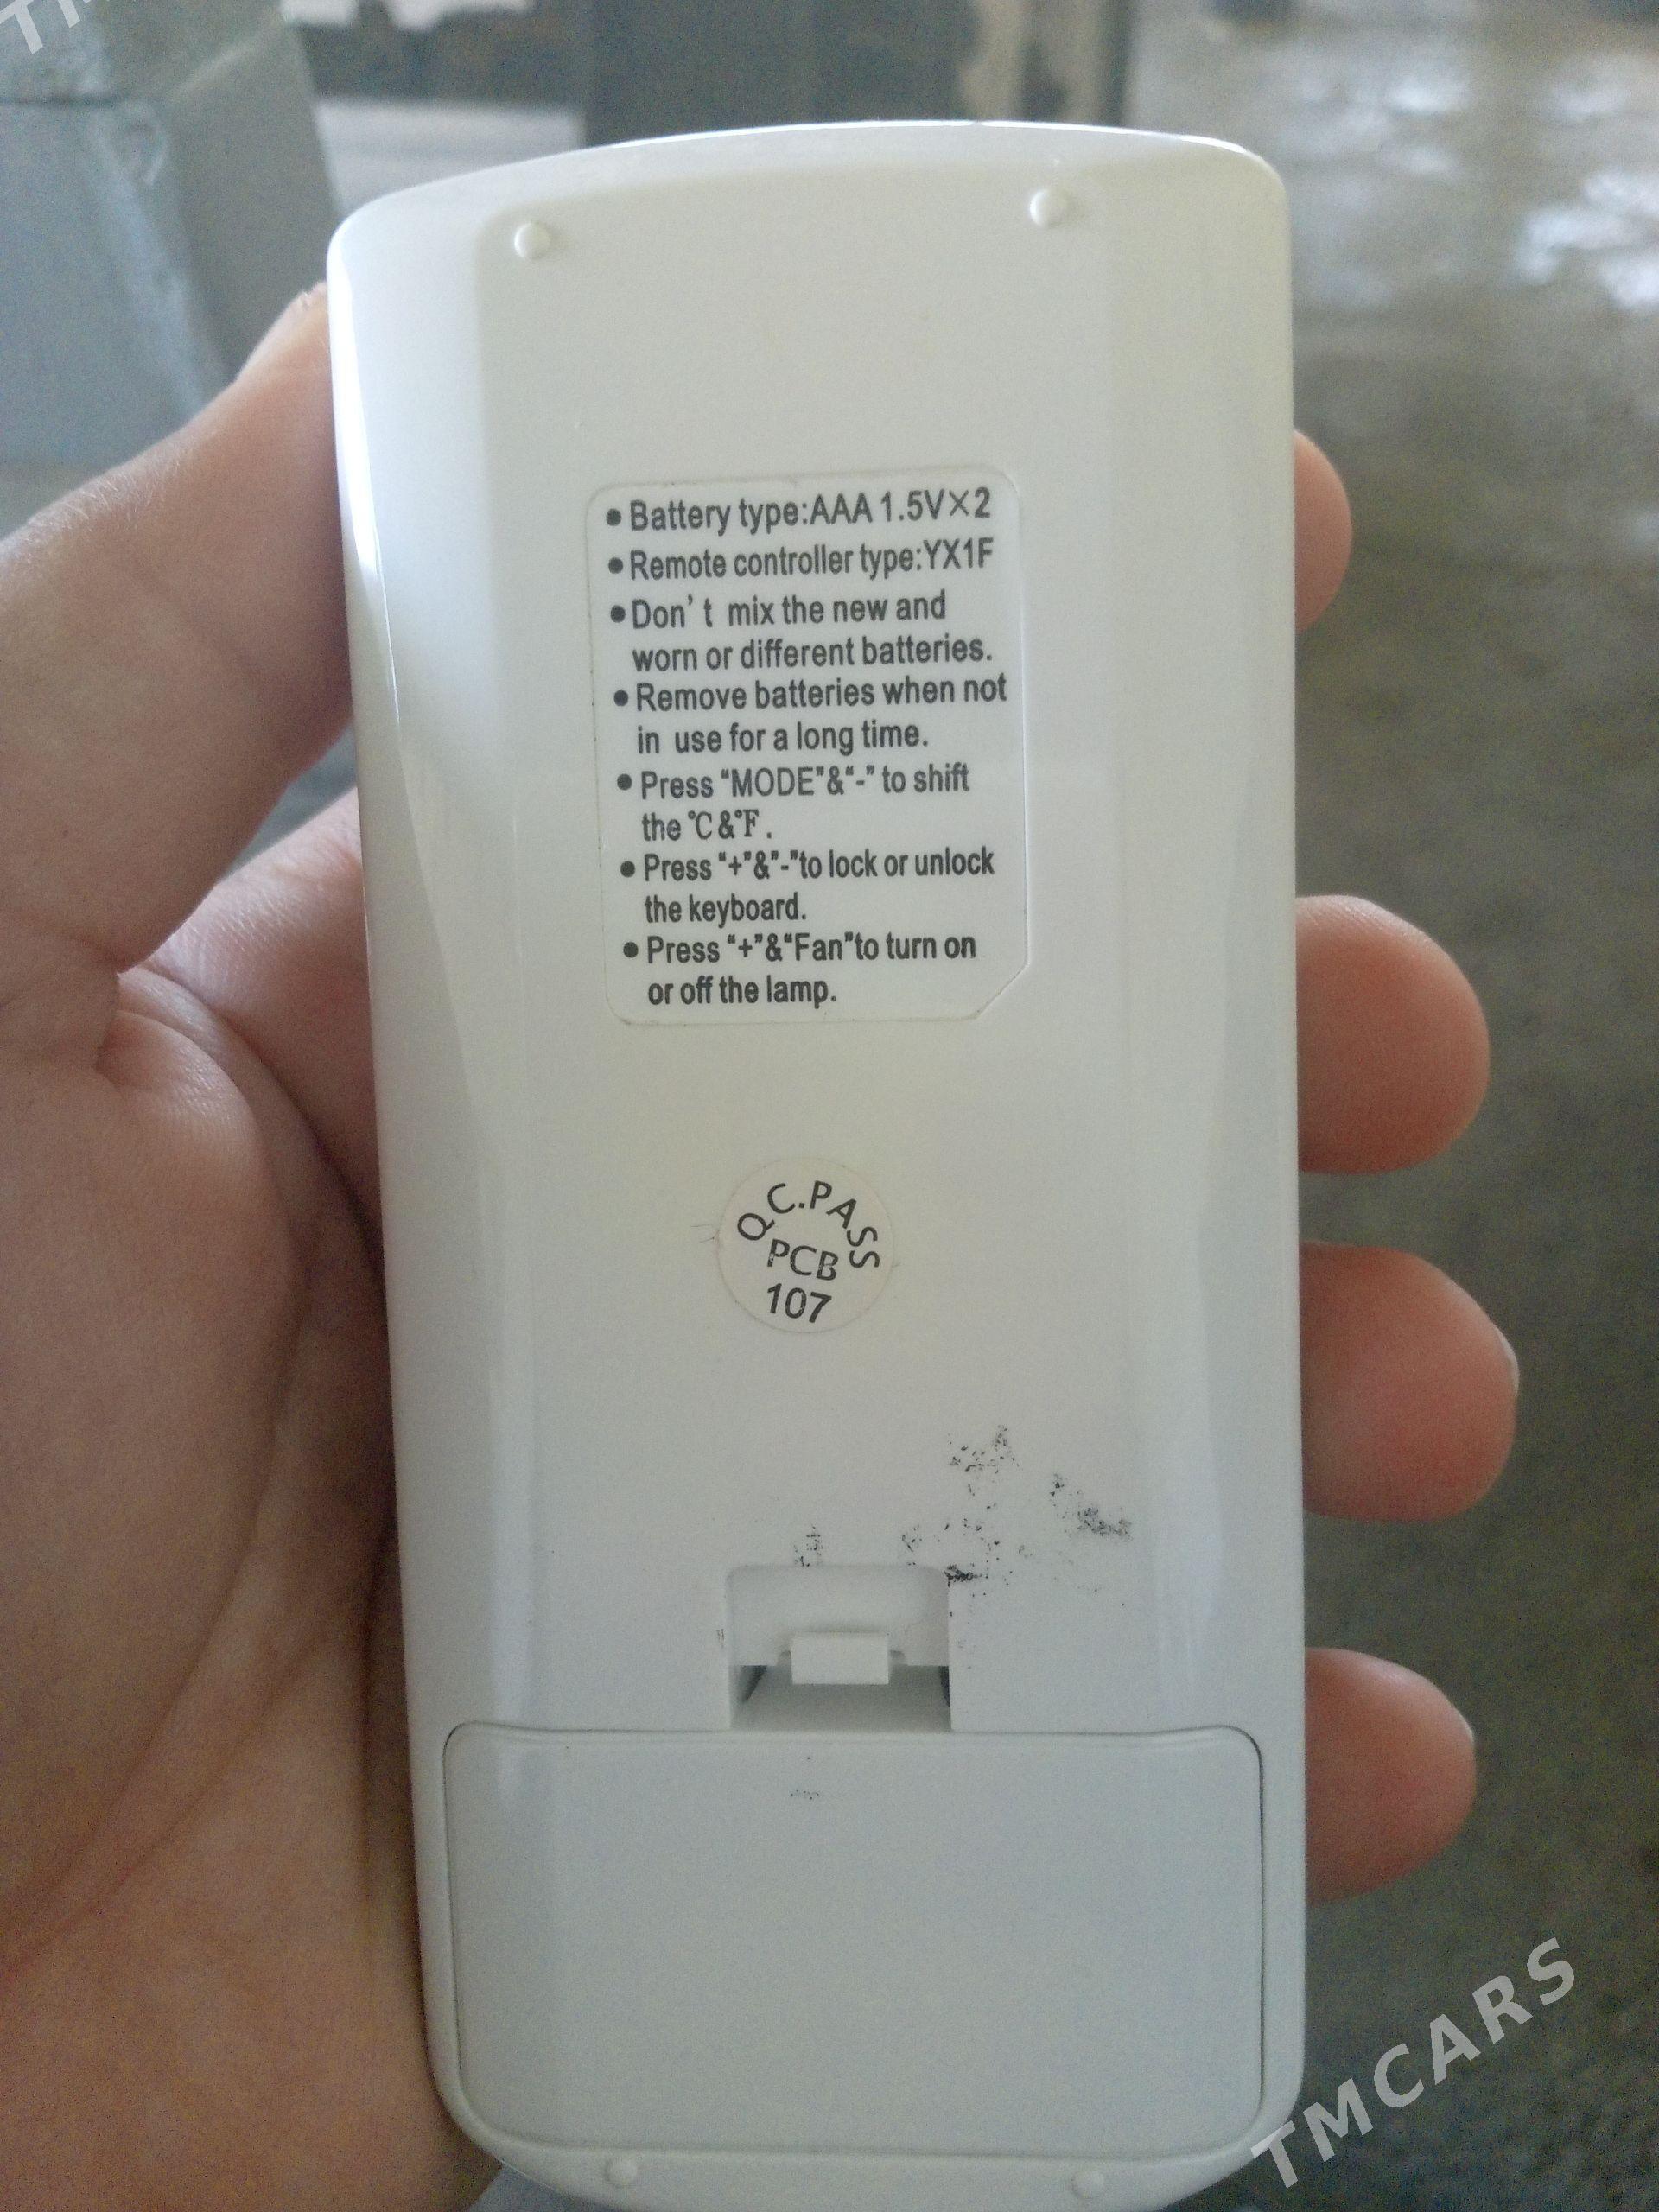 ● Battery type:AAA 1.5V×2
● Remote controller type:YX1F
● Don't mix the new and
worn or different batteries.
● Remove batteries when not
in use for a long time.
● Press “MODE”&“-” to shift
the ℃&℉.
● Press “+”&”-”to lock or unlock
the keyboard.
● Press “+”&“Fan”to turn on
or off the lamp.
QC.PASS
PCB
107
TMCARS